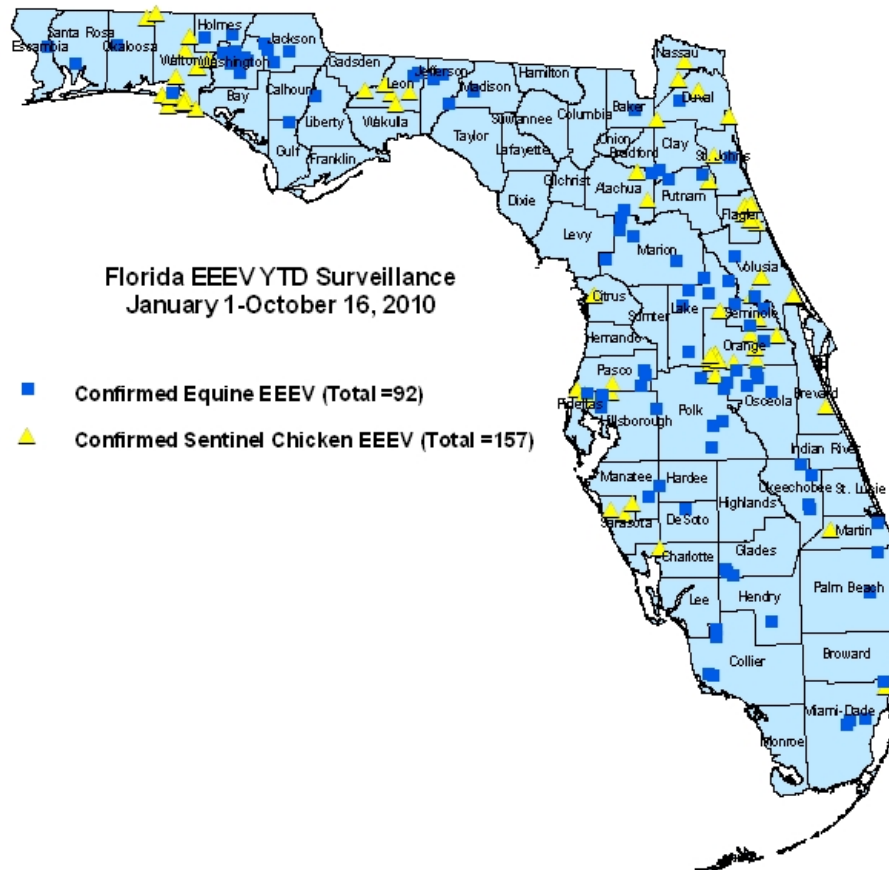 Holmes
Jackson
Santa Rosa
Escambia
Okaloosa
Walton
Washington
Gadsden
Leon
Jefferson
Madison
Hamilton
Nassau
Duval
Bay
Calhoun
Liberty
Wakulla
Taylor
Suwannee
Columbia
Baker
Gulf
Franklin
Lafayette
Union
Bradford
Clay
St. Johns
Dixie
Gilchrist
Alachua
Putnam
Flagler
Levy
Marion
Volusia
Florida EEEV YTD Surveillance
January 1-October 16, 2010
Citrus
Sumter
Lake
Seminole
Hernando
Orange
Pasco
Confirmed Equine EEEV (Total =92)
Pinellas
Hillsborough
Polk
Osceola
Brevard
Confirmed Sentinel Chicken EEEV (Total =157)
Indian River
Manatee
Hardee
Highlands
Okeechobee
St. Lucie
Sarasota
DeSoto
Martin
Charlotte
Glades
Lee
Hendry
Palm Beach
Collier
Broward
Miami-Dade
Monroe